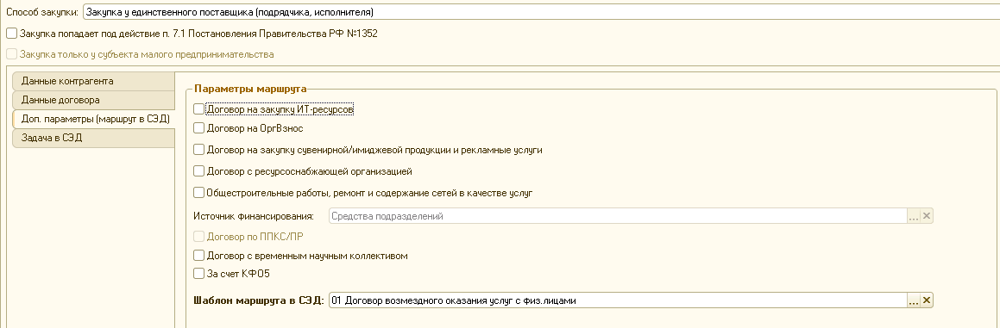 Способ закупки: Закупка у единственного поставщика (подрядчика, исполнителя)
Закупка попадает под действие п. 7.1 Постановления Правительства РФ №1352
Закупка только у субъекта малого предпринимательства
Данные контрагента
Данные договора
Доп. параметры (маршрут в СЭД)
Задача в СЭД
Параметры маршрута
Договор на закупку ИТ-ресурсов
Договор на ОргВзнос
Договор на закупку сувенирной/имиджевой продукции и рекламные услуги
Договор с ресурсоснабжающей организацией
Общестроительные работы, ремонт и содержание сетей в качестве услуг
Источник финансирования: Средства подразделений ...
Договор по ППКС/ПР
Договор с временным научным коллективом
За счет КФО5
Шаблон маршрута в СЭД: 01 Договор возмездного оказания услуг с физ.лицами ...